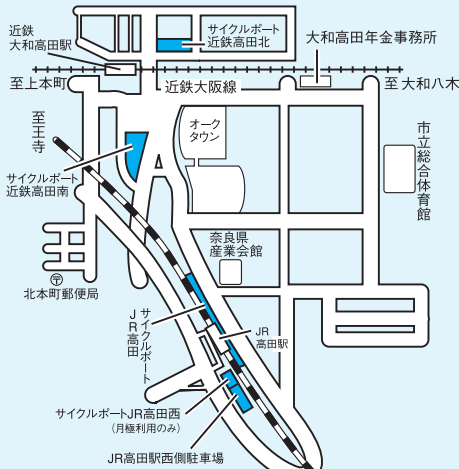 近鉄
大和高田駅
サイクルポート
近鉄高田北
大和高田年金事務所
至上本町
近鉄大阪線
至 大和八木
至王寺
オーク
タウン
市立総合体育館
サイクルポート
近鉄高田南
奈良県
産業会館
北本町郵便局
サイクルポート
JR高田
JR
高田駅
サイクルポートJR高田西
(月極利用のみ)
JR高田駅西側駐車場